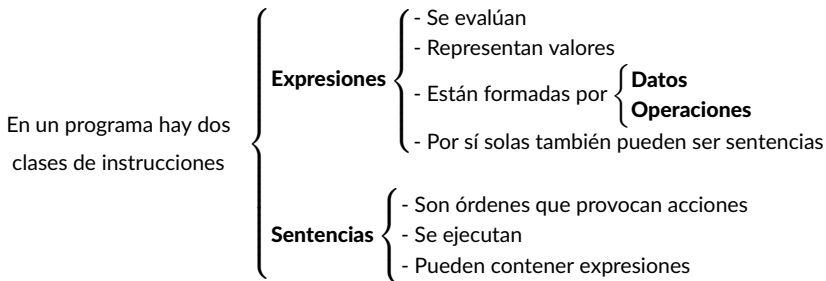 En un programa hay dos
clases de instrucciones
Expresiones
- Se evalúan
- Representan valores
- Están formadas por
Datos
Operaciones
- Por sí solas también pueden ser sentencias
Sentencias
- Son órdenes que provocan acciones
- Se ejecutan
- Pueden contener expresiones